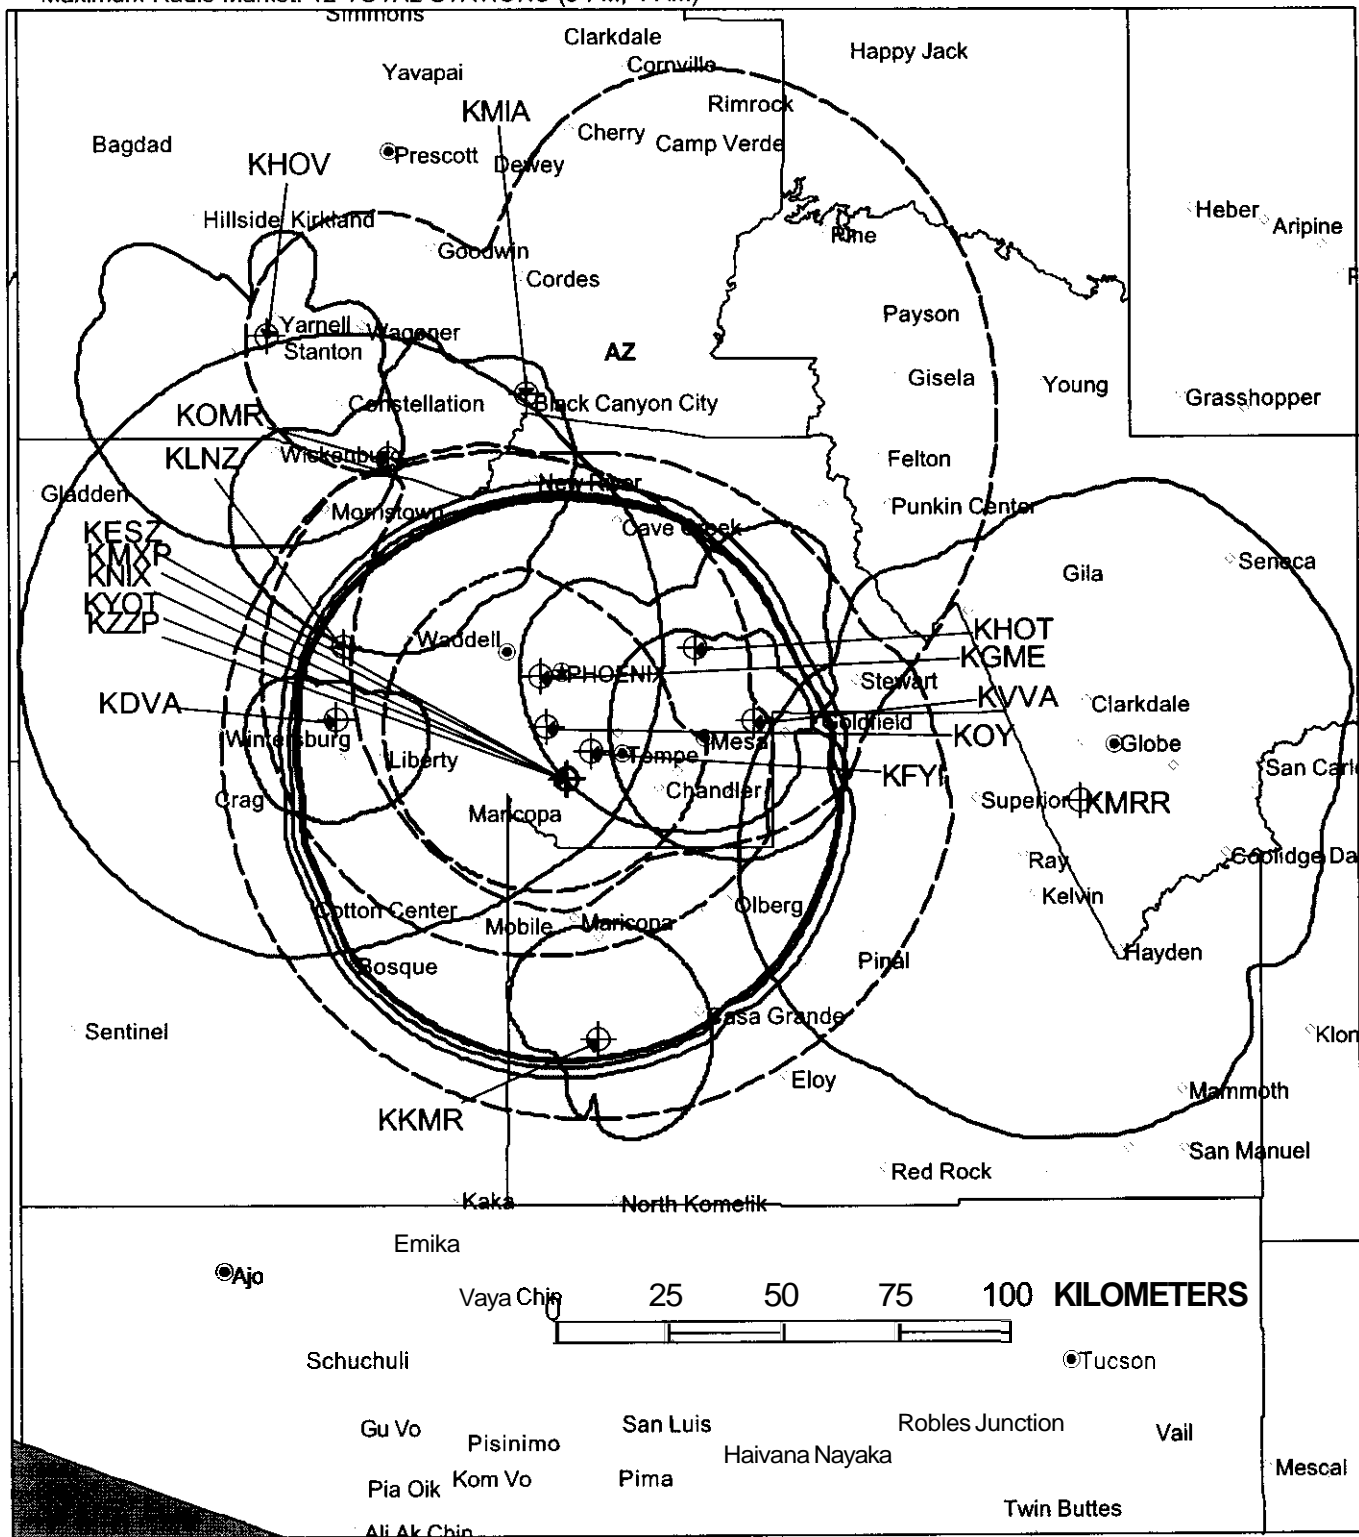 Simmons
Clarkdale
Cornville
Happy Jack
Yavapai
KMIA
Rimrock
Cherry
Camp Verde
Bagdad
Prescott
Dewey
KHOV
Heber
Aripine
Hillside Kirkland
Pine
Goodwin
Cordes
Payson
Yarnell
Wagoner
Stanton
AZ
Gisela
Young
Grasshopper
KOMR
Constellation
Black Canyon City
KLNZ
Wickenburg
Felton
Gladden
New River
Punkin Center
Morristown
Cave Creek
KESZ
KMXP
KNIX
KYOT
KZZP
Seneca
Gila
Waddell
KHOT
KGME
PHOENIX
Stewart
KVVA
KDVA
Clarkdale
Goldfield
KOY
Wintersburg
Mesa
Globe
Liberty
Tempe
KFYI
San Carl
Crag
Chandler
Superior
KMRR
Maricopa
Ray
Coolidge Da
Kelvin
Olberg
Cotton Center
Mobile
Maricopa
Hayden
Bosque
Pinal
Sentinel
Casa Grande
Klon
Eloy
Mammoth
KKMR
San Manuel
Red Rock
Kaka
North Komelik
Emika
Ajo
Vaya Chin
0 25 50 75 100 KILOMETERS
Schuchuli
Tucson
Gu Vo
San Luis
Robles Junction
Vail
Pisinimo
Haivana Nayaka
Kom Vo
Pima
Mescal
Pia Oik
Twin Buttes
Ali Ak Chin